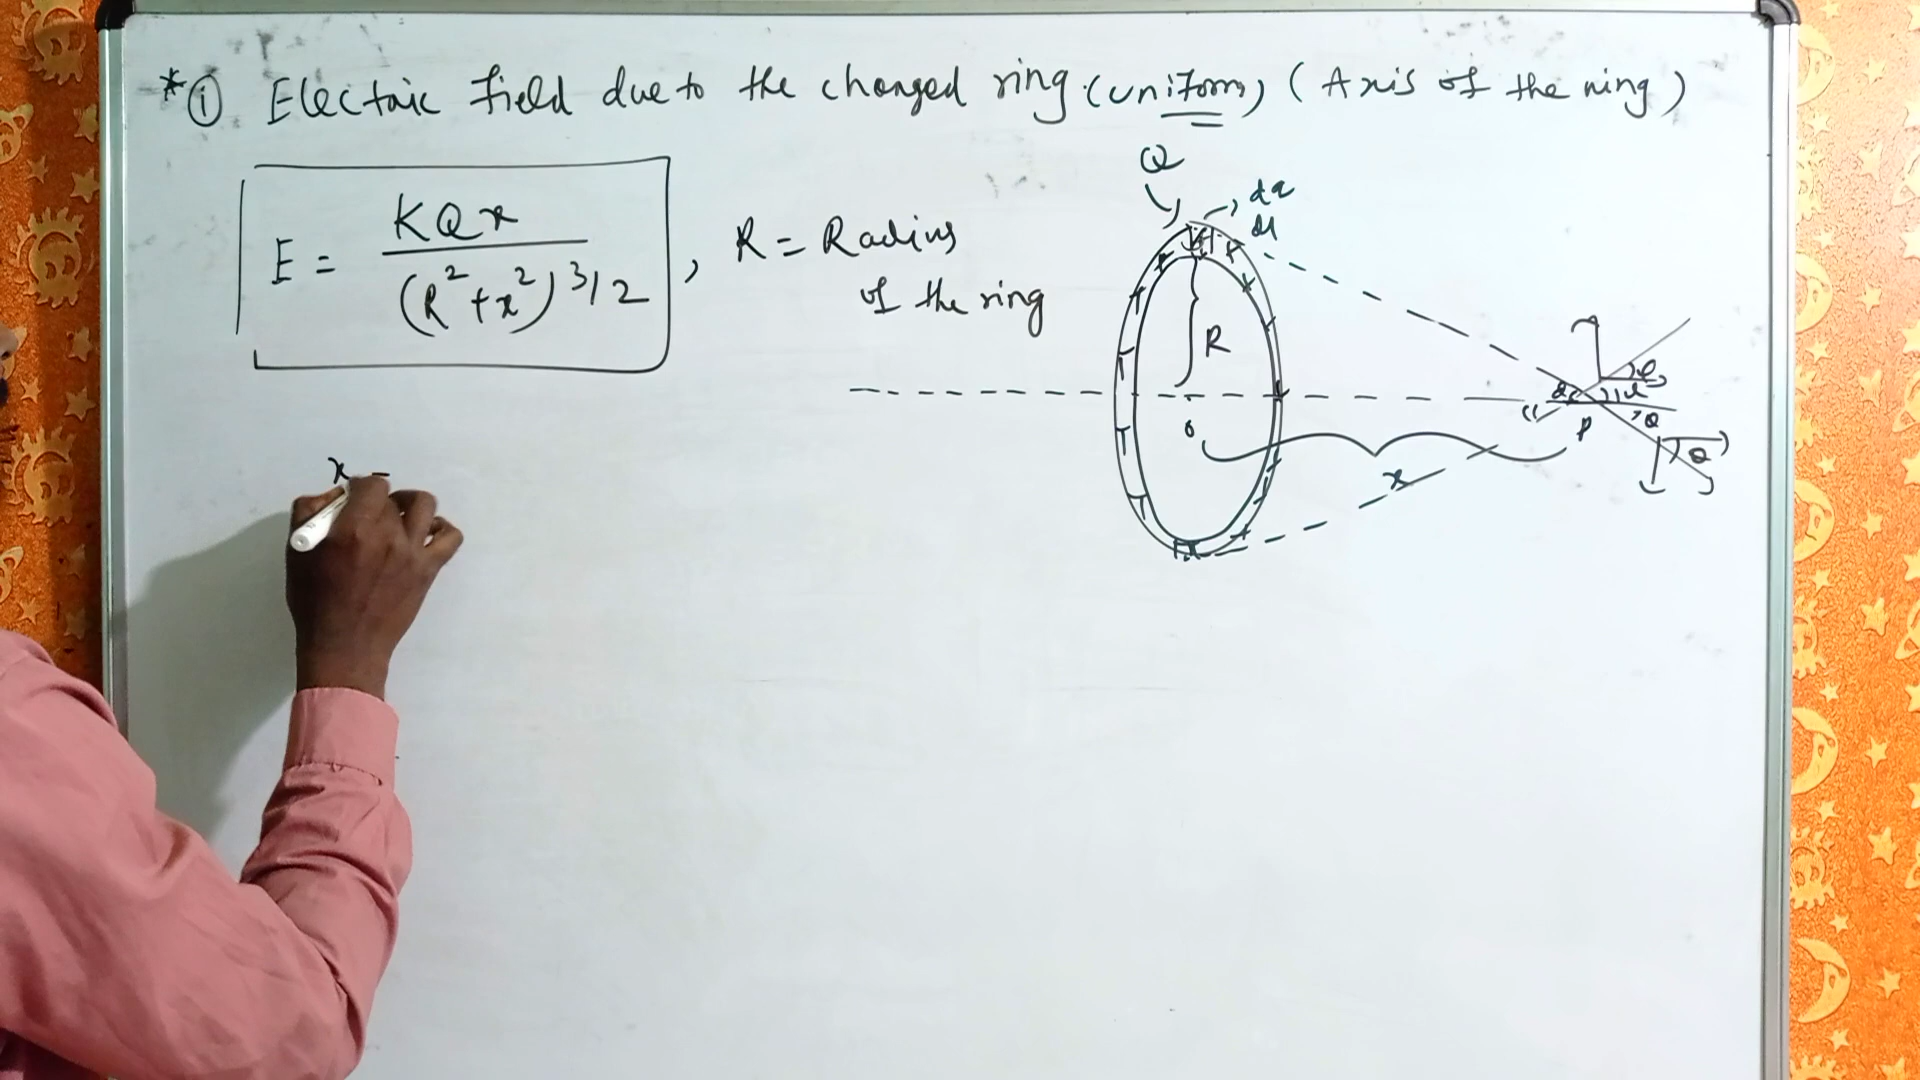 *① Electric field due to the charged ring (uniform) (Axis of the ring)
E = KQx / (R²+x²)3/2 , R = Radius
of the ring
Q
dq
dl
R
o
x
P
θ
θ
x =